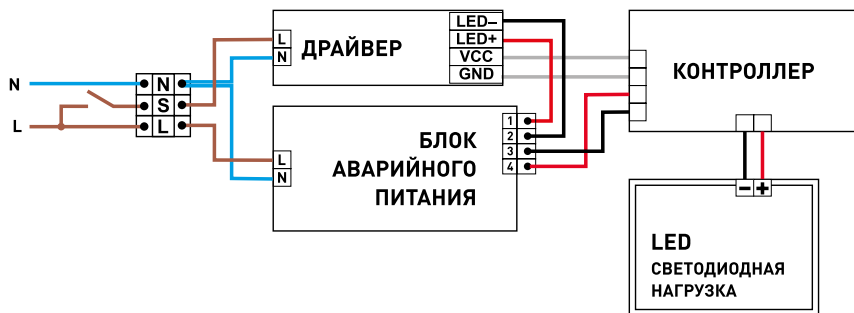 N
L
N
S
L
L
N
ДРАЙВЕР
LED–
LED+
VCC
GND
L
N
БЛОК
АВАРИЙНОГО
ПИТАНИЯ
1
2
3
4
КОНТРОЛЛЕР
– +
LED
СВЕТОДИОДНАЯ
НАГРУЗКА